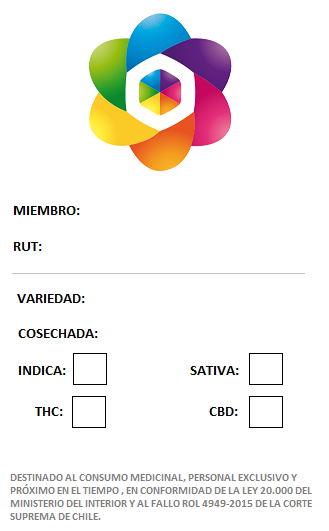 MIEMBRO:
RUT:
VARIEDAD:
COSECHADA:
INDICA: SATIVA:
THC: CBD:
DESTINADO AL CONSUMO MEDICINAL, PERSONAL EXCLUSIVO Y
PRÓXIMO EN EL TIEMPO , EN CONFORMIDAD DE LA LEY 20.000 DEL
MINISTERIO DEL INTERIOR Y AL FALLO ROL 4949-2015 DE LA CORTE
SUPREMA DE CHILE.